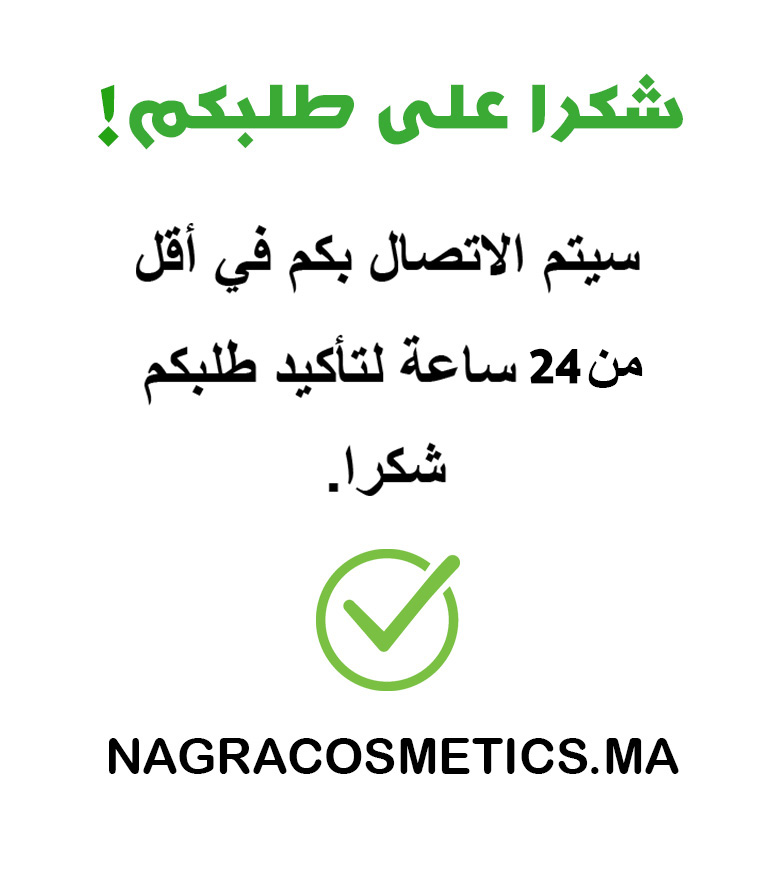 شكرا على طلبكم!
سيتم الاتصال بكم في أقل
من 24 ساعة لتأكيد طلبكم
شكرا.
NAGRACOSMETICS.MA